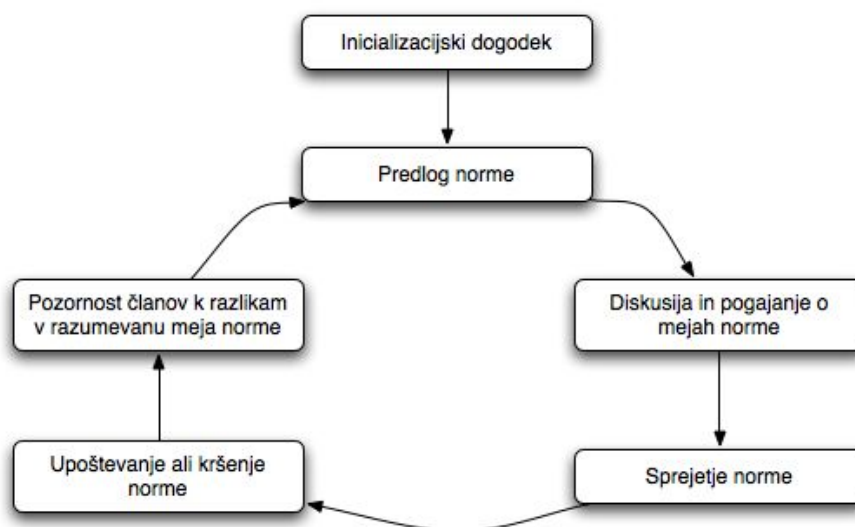 Inicializacijski dogodek
Predlog norme
Pozornost članov k razlikam
v razumevanu meja norme
Diskusija in pogajanje o
mejah norme
Upoštevanje ali kršenje
norme
Sprejetje norme